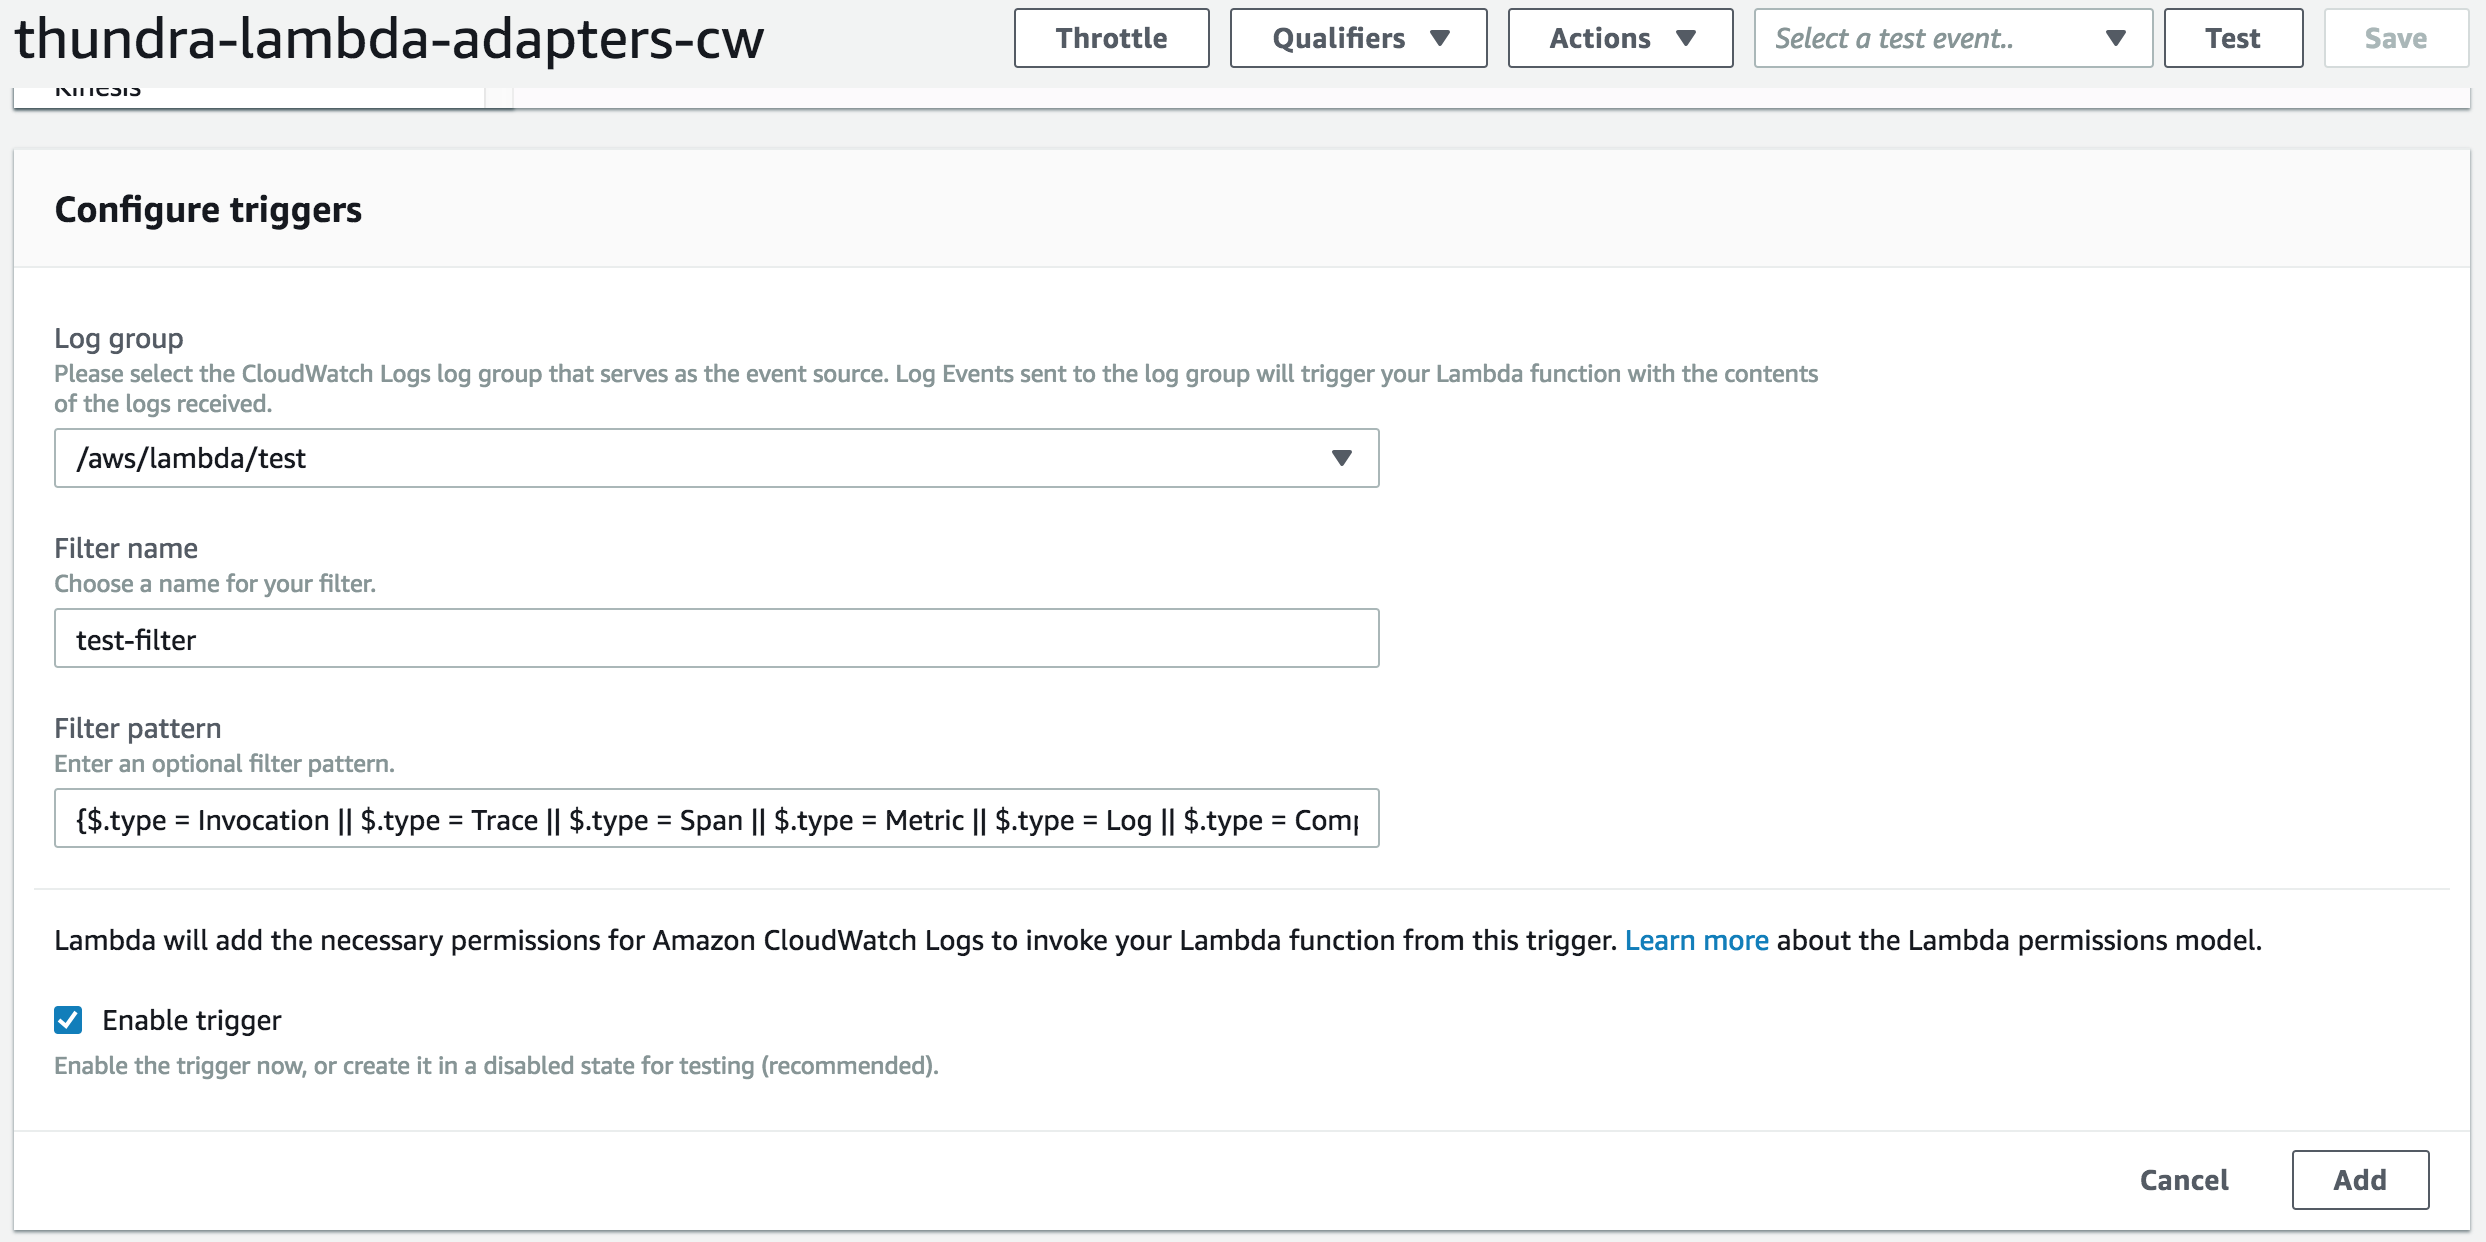 thundra-lambda-adapters-cw
Throttle
Qualifiers
Actions
Select a test event..
Test
Save
Kinesis
Configure triggers
Log group
Please select the CloudWatch Logs log group that serves as the event source. Log Events sent to the log group will trigger your Lambda function with the contents
of the logs received.
/aws/lambda/test
Filter name
Choose a name for your filter.
test-filter
Filter pattern
Enter an optional filter pattern.
{$.type = Invocation || $.type = Trace || $.type = Span || $.type = Metric || $.type = Log || $.type = Comp
Lambda will add the necessary permissions for Amazon CloudWatch Logs to invoke your Lambda function from this trigger. Learn more about the Lambda permissions model.
Enable trigger
Enable the trigger now, or create it in a disabled state for testing (recommended).
Cancel
Add